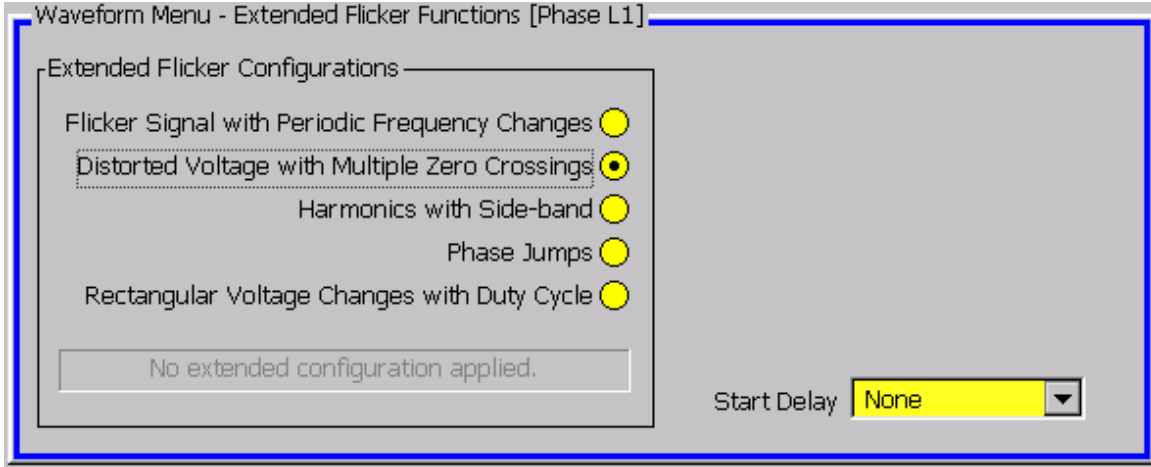 Waveform Menu - Extended Flicker Functions [Phase L1]
Extended Flicker Configurations
Flicker Signal with Periodic Frequency Changes
Distorted Voltage with Multiple Zero Crossings
Harmonics with Side-band
Phase Jumps
Rectangular Voltage Changes with Duty Cycle
No extended configuration applied.
Start Delay None